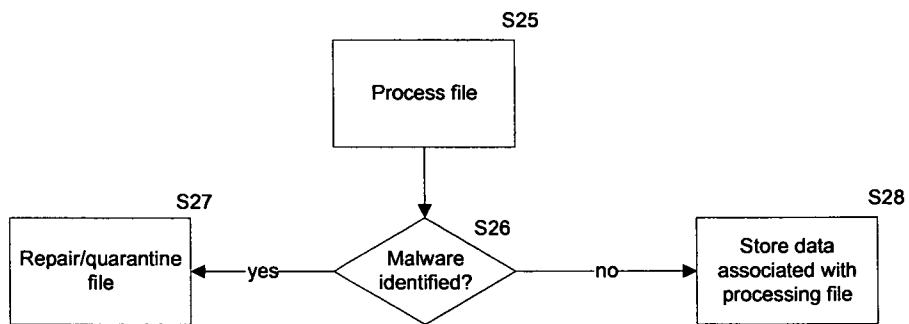 S25
Process file
S27
Repair/quarantine
file
S26
Malware
identified?
yes
no
S28
Store data
associated with
processing file